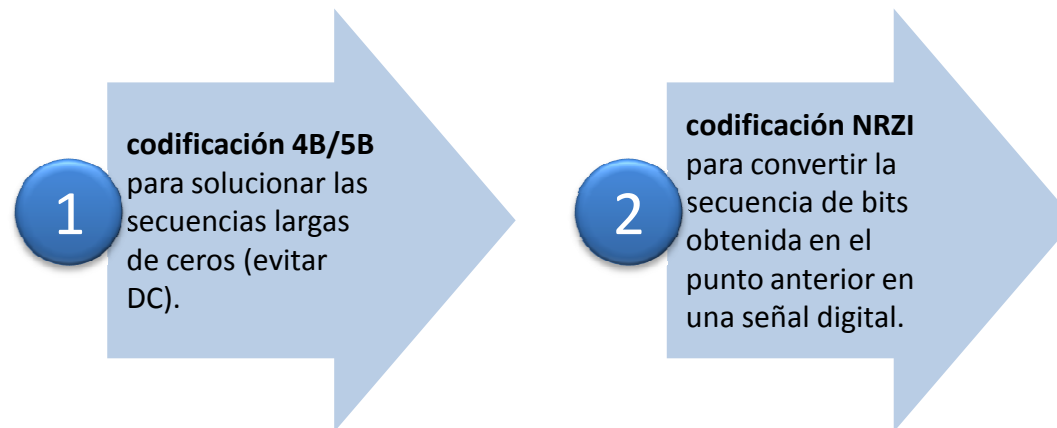 1
codificación 4B/5B
para solucionar las
secuencias largas
de ceros (evitar
DC).
2
codificación NRZI
para convertir la
secuencia de bits
obtenida en el
punto anterior en
una señal digital.